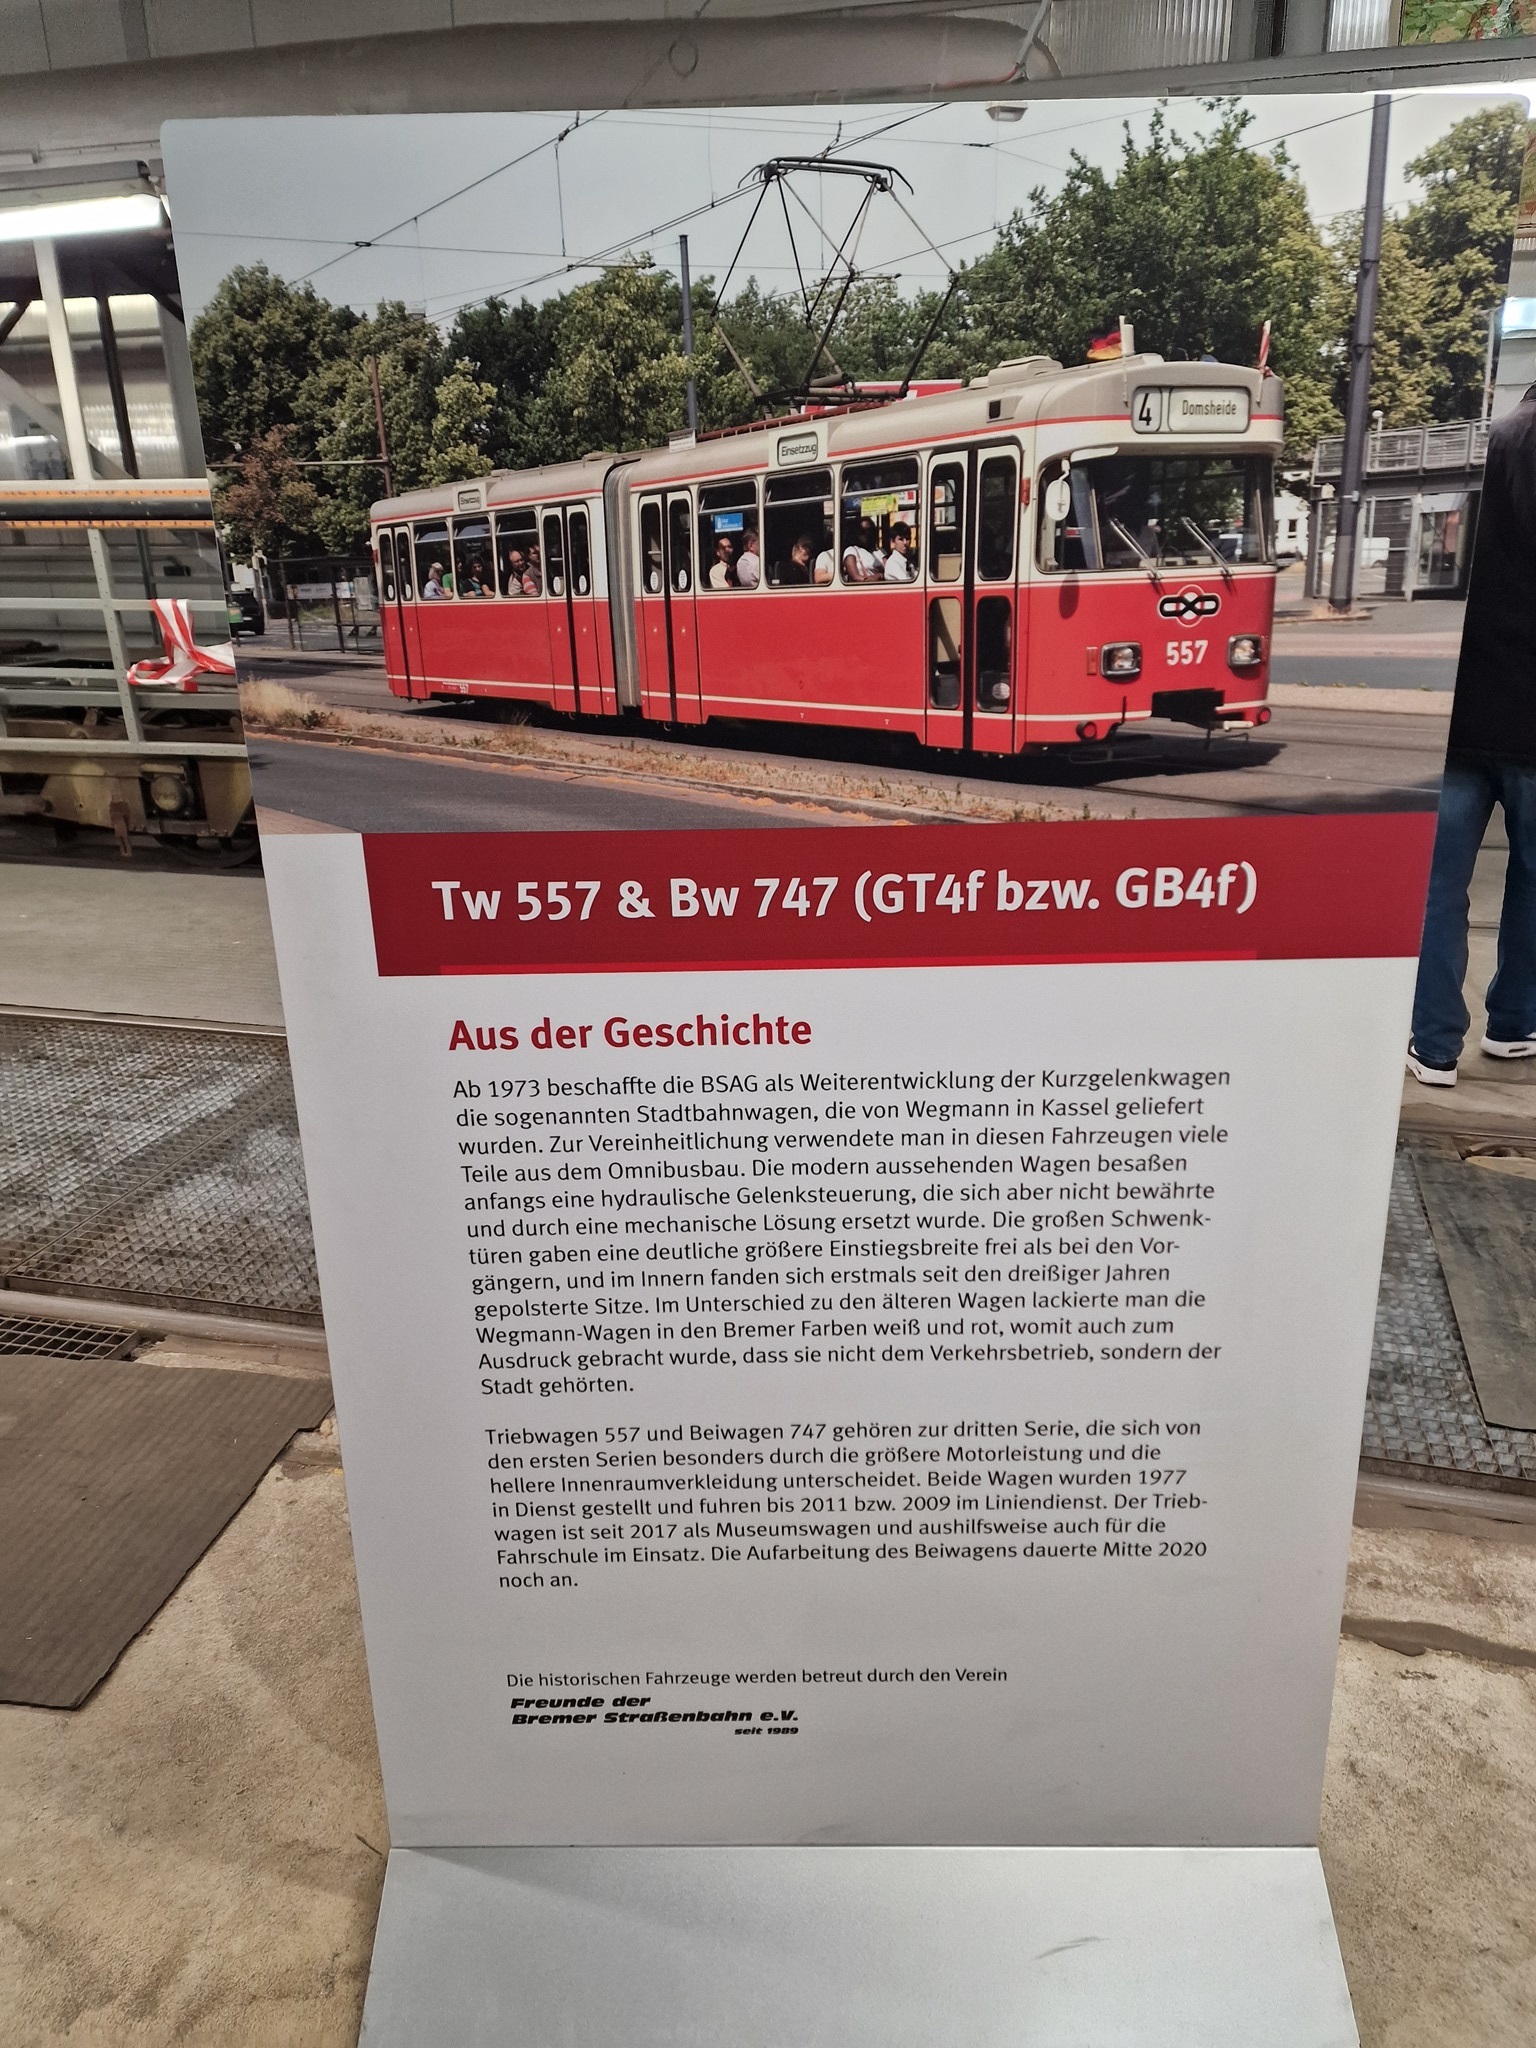 4 Domsheide
Einsetzzug
Einsetzzug
557
Tw 557 & Bw 747 (GT4f bzw. GB4f)
Aus der Geschichte
Ab 1973 beschaffte die BSAG als Weiterentwicklung der Kurzgelenkwagen
die sogenannten Stadtbahnwagen, die von Wegmann in Kassel geliefert
wurden. Zur Vereinheitlichung verwendete man in diesen Fahrzeugen viele
Teile aus dem Omnibusbau. Die modern aussehenden Wagen besaßen
anfangs eine hydraulische Gelenksteuerung, die sich aber nicht bewährte
und durch eine mechanische Lösung ersetzt wurde. Die großen Schwenk-
türen gaben eine deutliche größere Einstiegsbreite frei als bei den Vor-
gängern, und im Innern fanden sich erstmals seit den dreißiger Jahren
gepolsterte Sitze. Im Unterschied zu den älteren Wagen lackierte man die
Wegmann-Wagen in den Bremer Farben weiß und rot, womit auch zum
Ausdruck gebracht wurde, dass sie nicht dem Verkehrsbetrieb, sondern der
Stadt gehörten.
Triebwagen 557 und Beiwagen 747 gehören zur dritten Serie, die sich von
den ersten Serien besonders durch die größere Motorleistung und die
hellere Innenraumverkleidung unterscheidet. Beide Wagen wurden 1977
in Dienst gestellt und fuhren bis 2011 bzw. 2009 im Liniendienst. Der Trieb-
wagen ist seit 2017 als Museumswagen und aushilfsweise auch für die
Fahrschule im Einsatz. Die Aufarbeitung des Beiwagens dauerte Mitte 2020
noch an.
Die historischen Fahrzeuge werden betreut durch den Verein
Freunde der
Bremer Straßenbahn e.V.
seit 1989